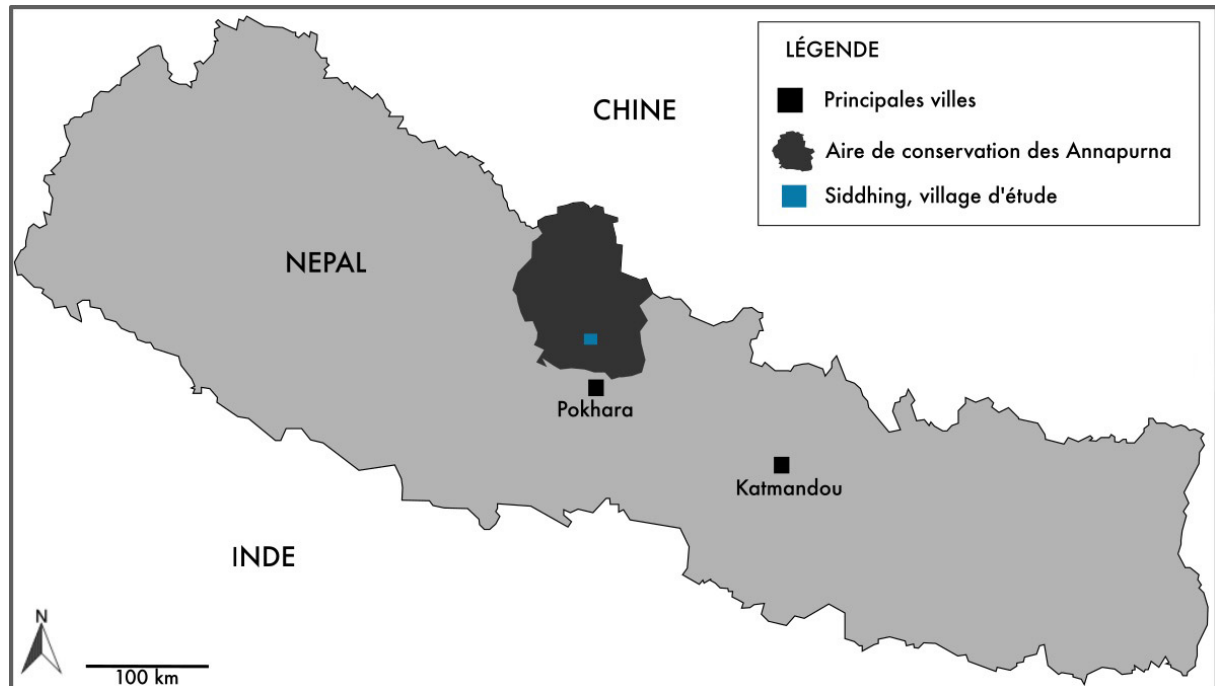 LÉGENDE
Principales villes
Aire de conservation des Annapurna
Siddhing, village d'étude
CHINE
NEPAL
Pokhara
Katmandou
INDE
N
100 km